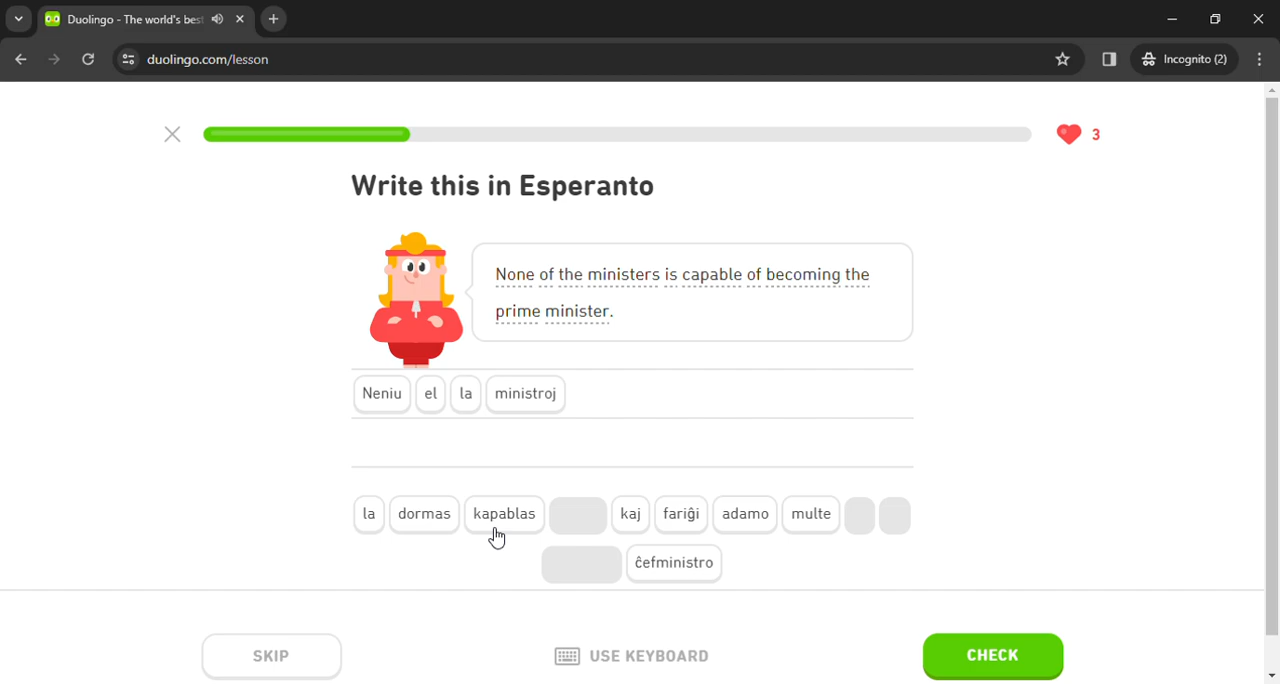 Duolingo - The world's best
duolingo.com/lesson
Incognito (2)
3
Write this in Esperanto
None of the ministers is capable of becoming the
prime minister.
Neniu el la ministroj
la dormas kapablas kaj fariĝi adamo multe
ĉefministro
SKIP USE KEYBOARD CHECK